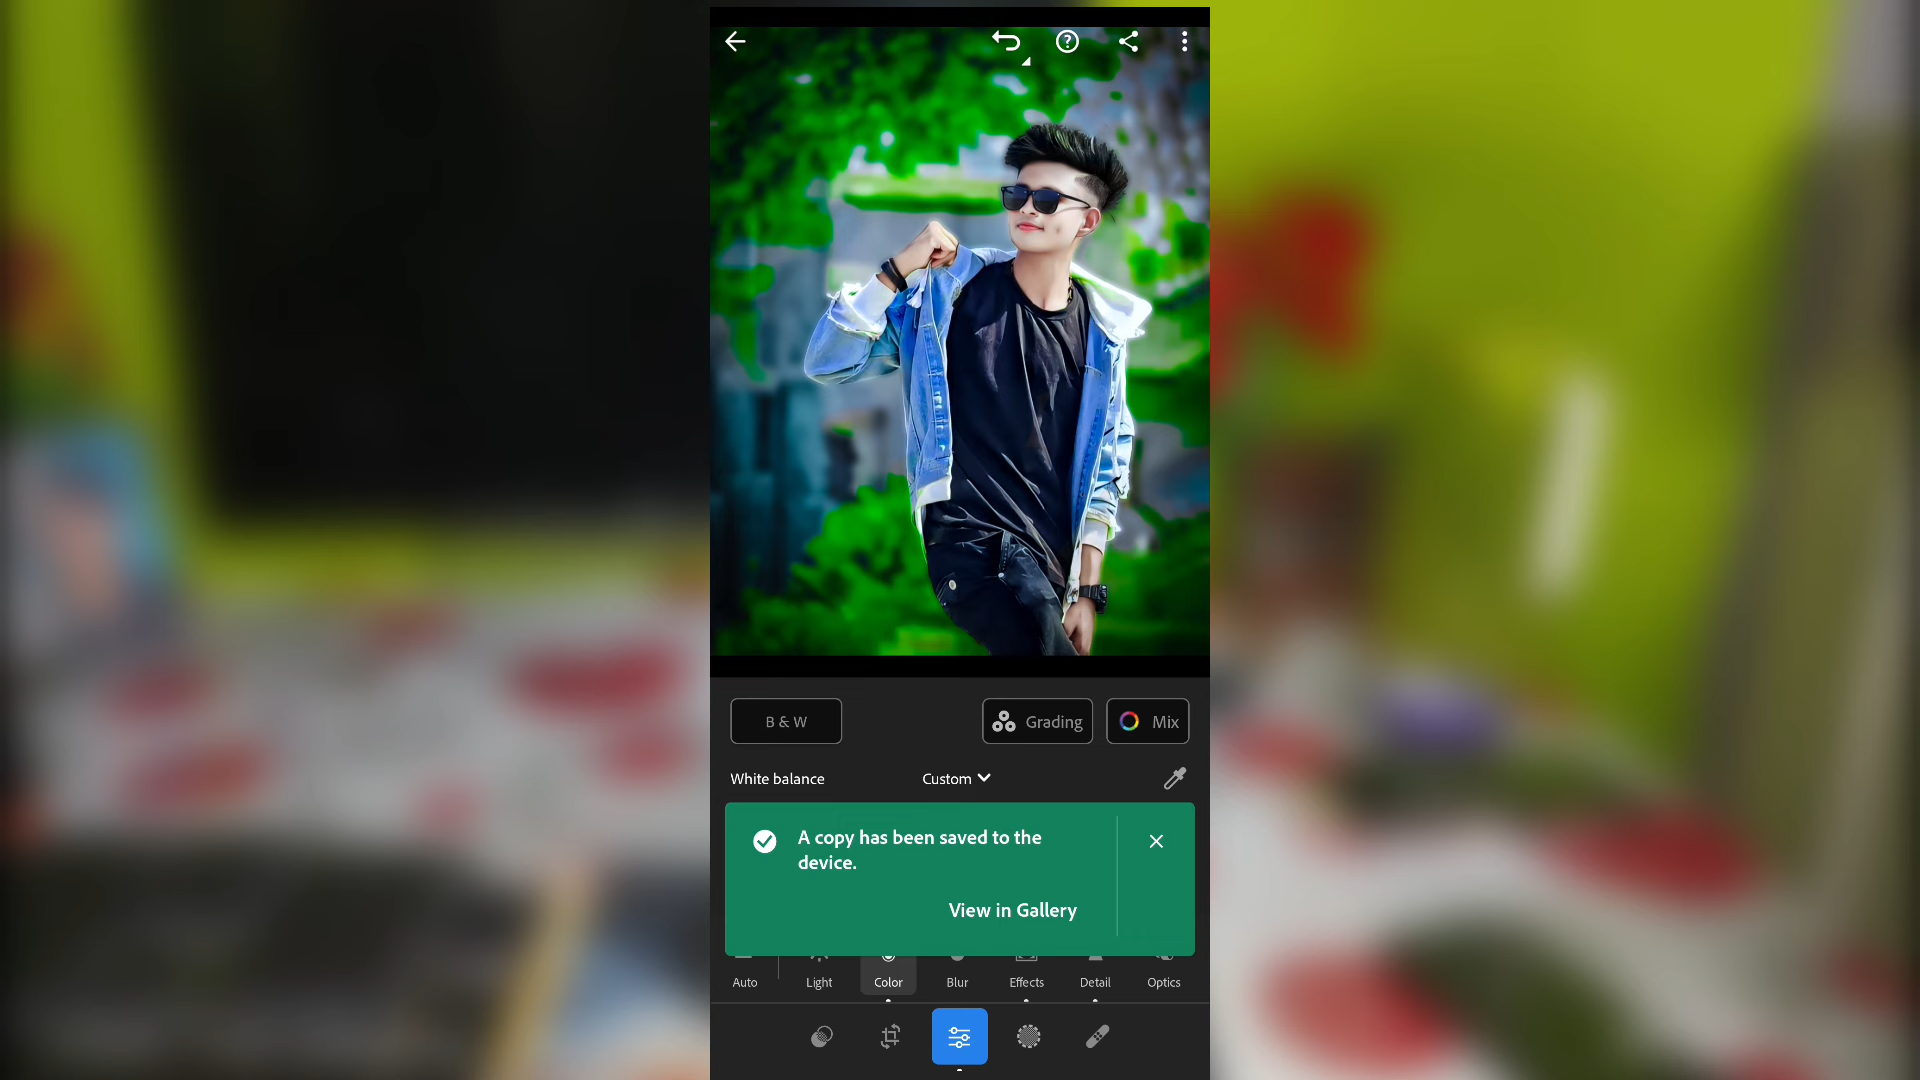 B & W
Grading
Mix
White balance
Custom
A copy has been saved to the
device.
View in Gallery
Auto
Light
Color
Blur
Effects
Detail
Optics